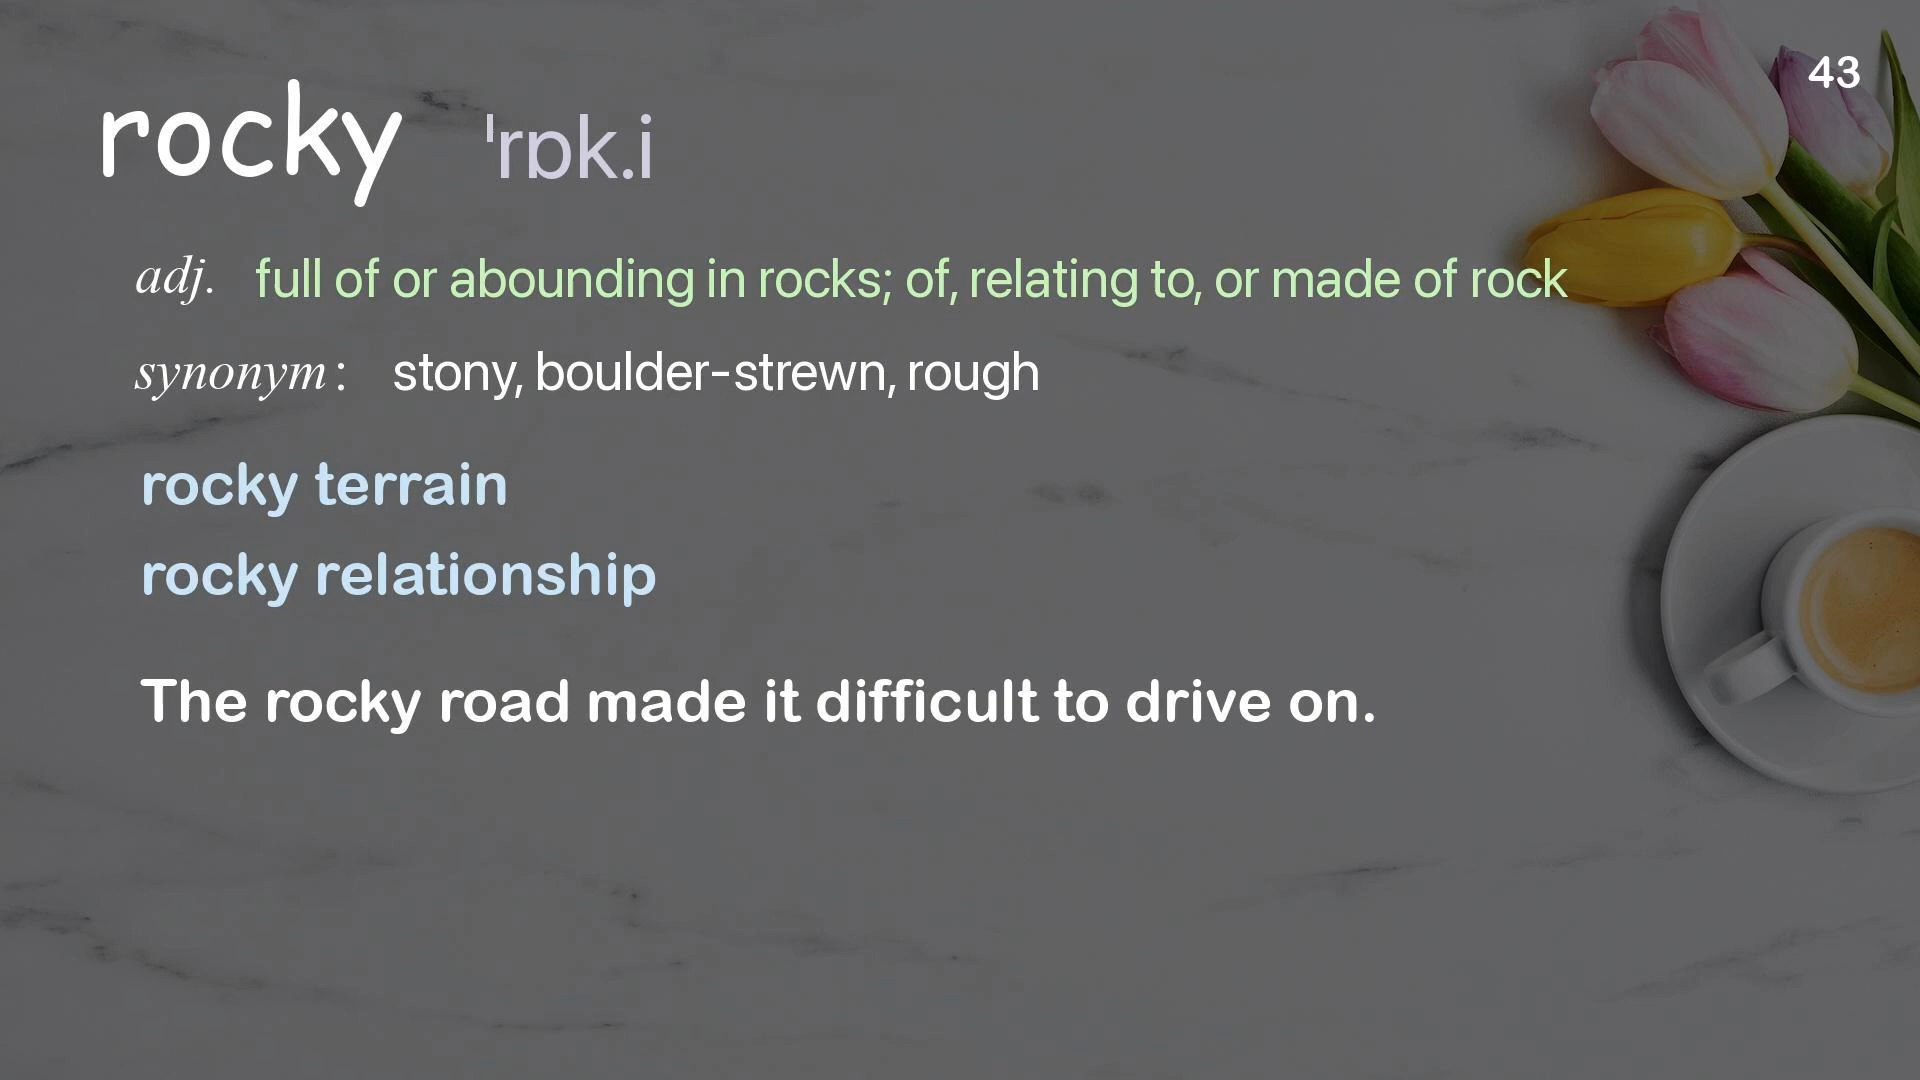 43
rocky ˈrɒk.i
adj. full of or abounding in rocks; of, relating to, or made of rock
synonym : stony, boulder-strewn, rough
rocky terrain
rocky relationship
The rocky road made it difficult to drive on.